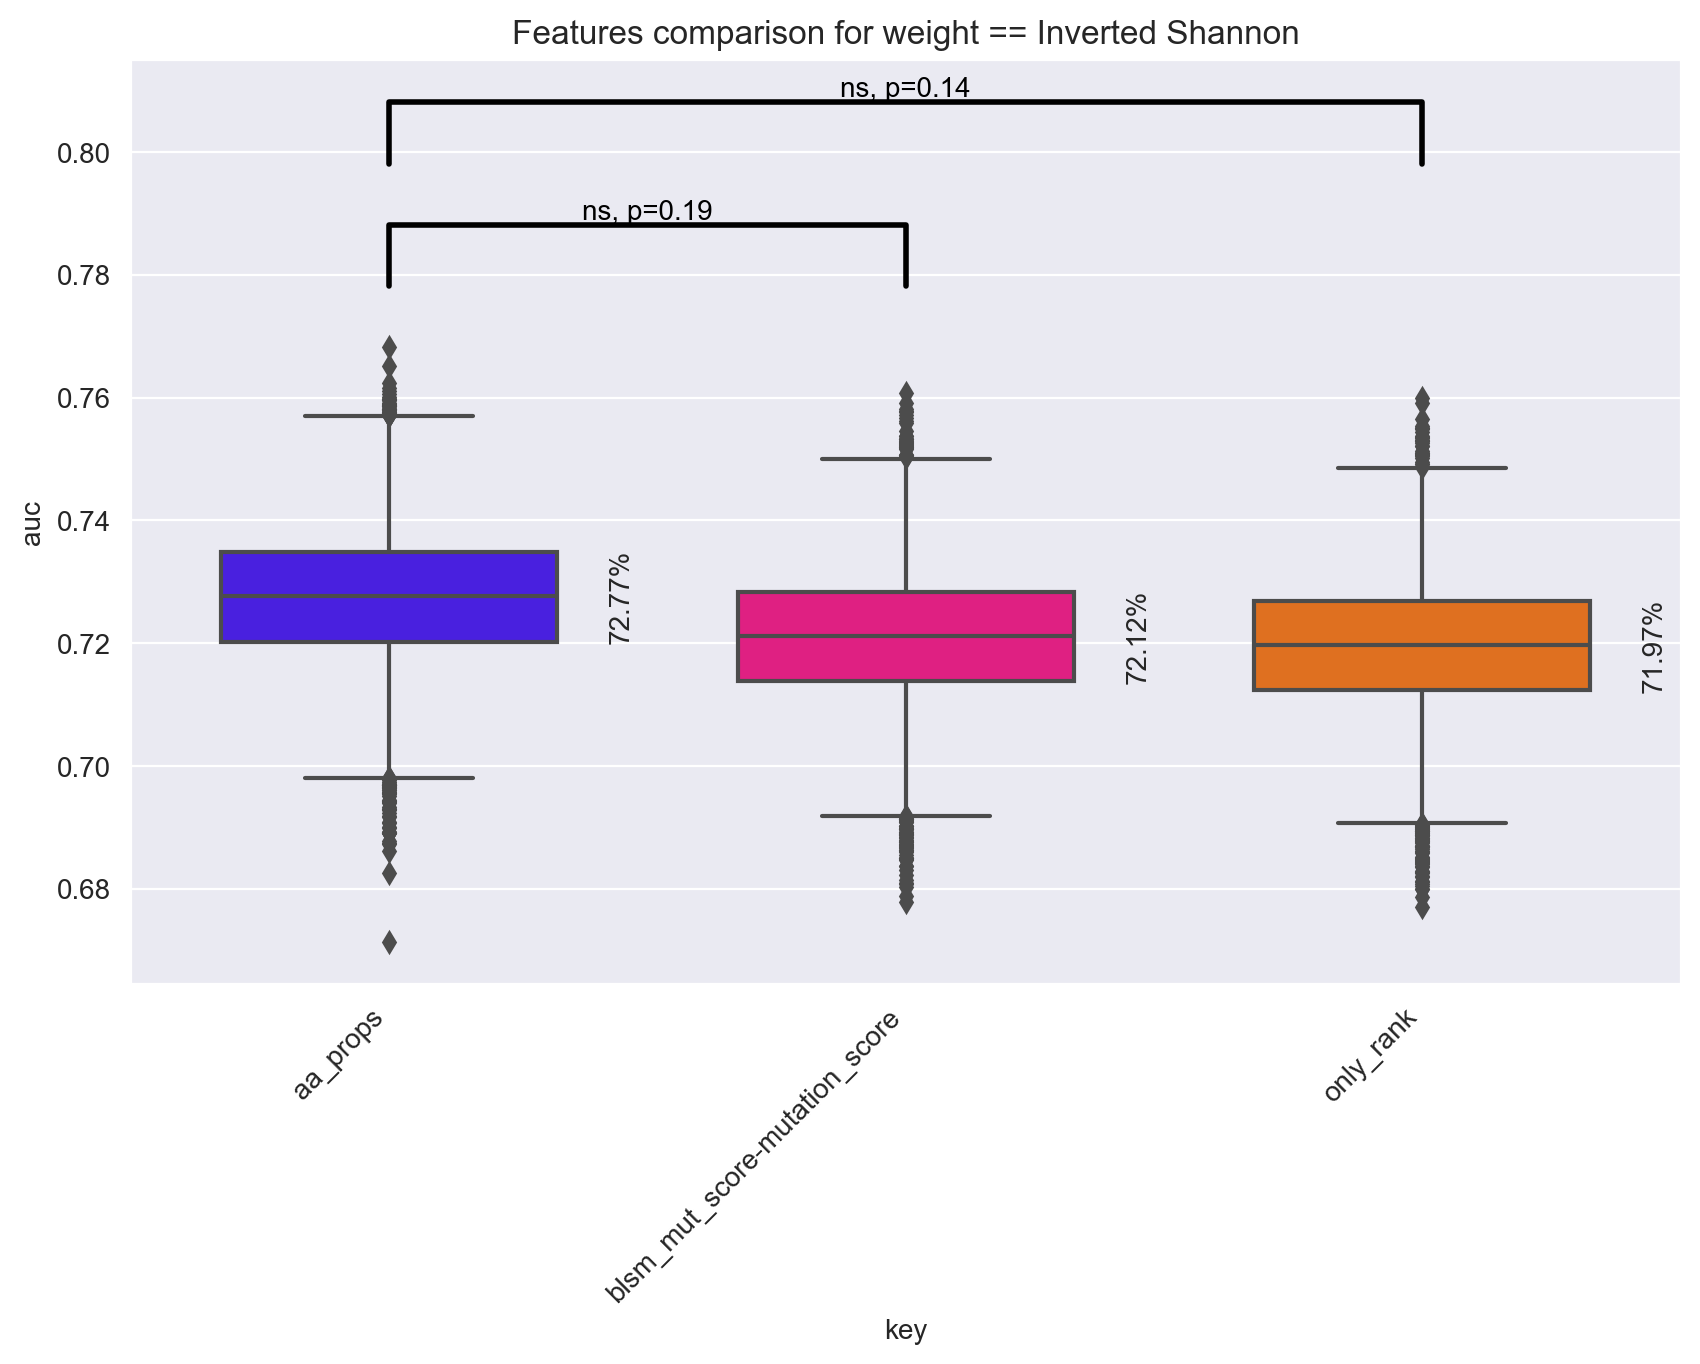 Features comparison for weight == Inverted Shannon
ns, p=0.14
ns, p=0.19
0.80
0.78
0.76
0.74
0.72
0.70
0.68
auc
72.77%
72.12%
71.97%
aa_props
blsm_mut_score-mutation_score
only_rank
key